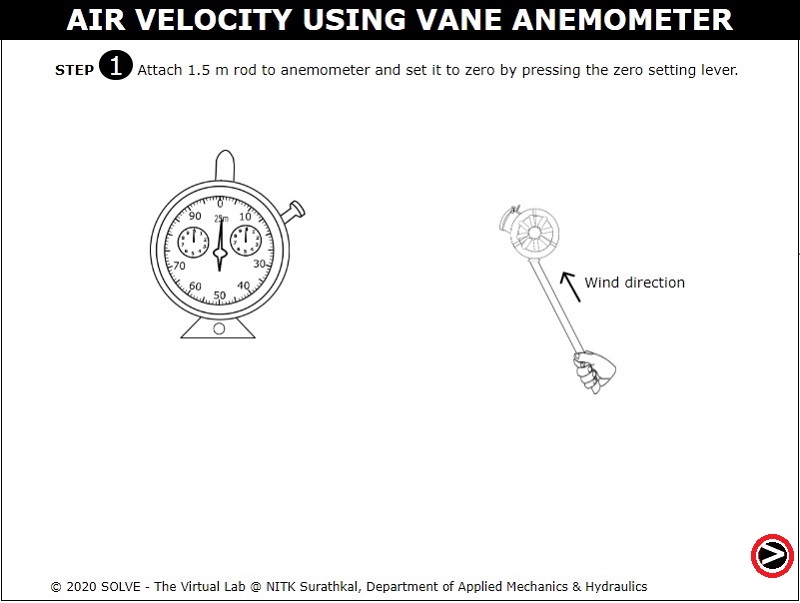 AIR VELOCITY USING VANE ANEMOMETER
STEP 1 Attach 1.5 m rod to anemometer and set it to zero by pressing the zero setting lever.
0
90 25m 10
70 30
60 40
50
Wind direction
© 2020 SOLVE - The Virtual Lab @ NITK Surathkal, Department of Applied Mechanics & Hydraulics